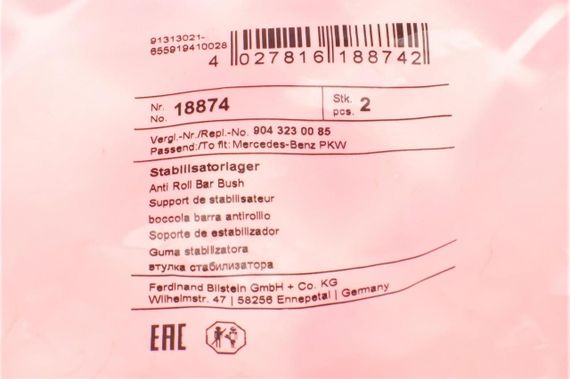 91313021-
655919410028
4 027816 188742
Nr. No. 18874 Stk. pcs. 2
Vergl.-Nr./Repl.-No. 904 323 00 85
Passend:/To fit: Mercedes-Benz PKW
Stabilisatorlager
Anti Roll Bar Bush
Support de stabilisateur
boccola barra antirollio
Soporte de estabilizador
Guma stabilizatora
втулка стабилизатора
Ferdinand Bilstein GmbH + Co. KG
Wilhelmstr. 47 | 58256 Ennepetal | Germany
EAC